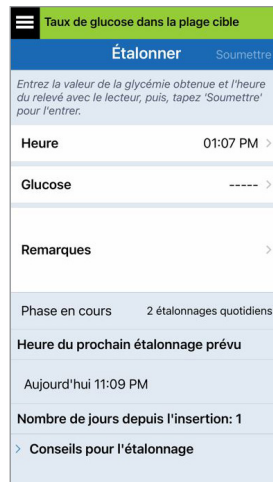 Taux de glucose dans la plage cible
Étalonner Soumettre
Entrez la valeur de la glycémie obtenue et l'heure
du relevé avec le lecteur, puis, tapez 'Soumettre'
pour l'entrer.
Heure 01:07 PM >
Glucose ----- >
Remarques >
Phase en cours 2 étalonnages quotidiens
Heure du prochain étalonnage prévu
Aujourd'hui 11:09 PM
Nombre de jours depuis l'insertion: 1
> Conseils pour l'étalonnage